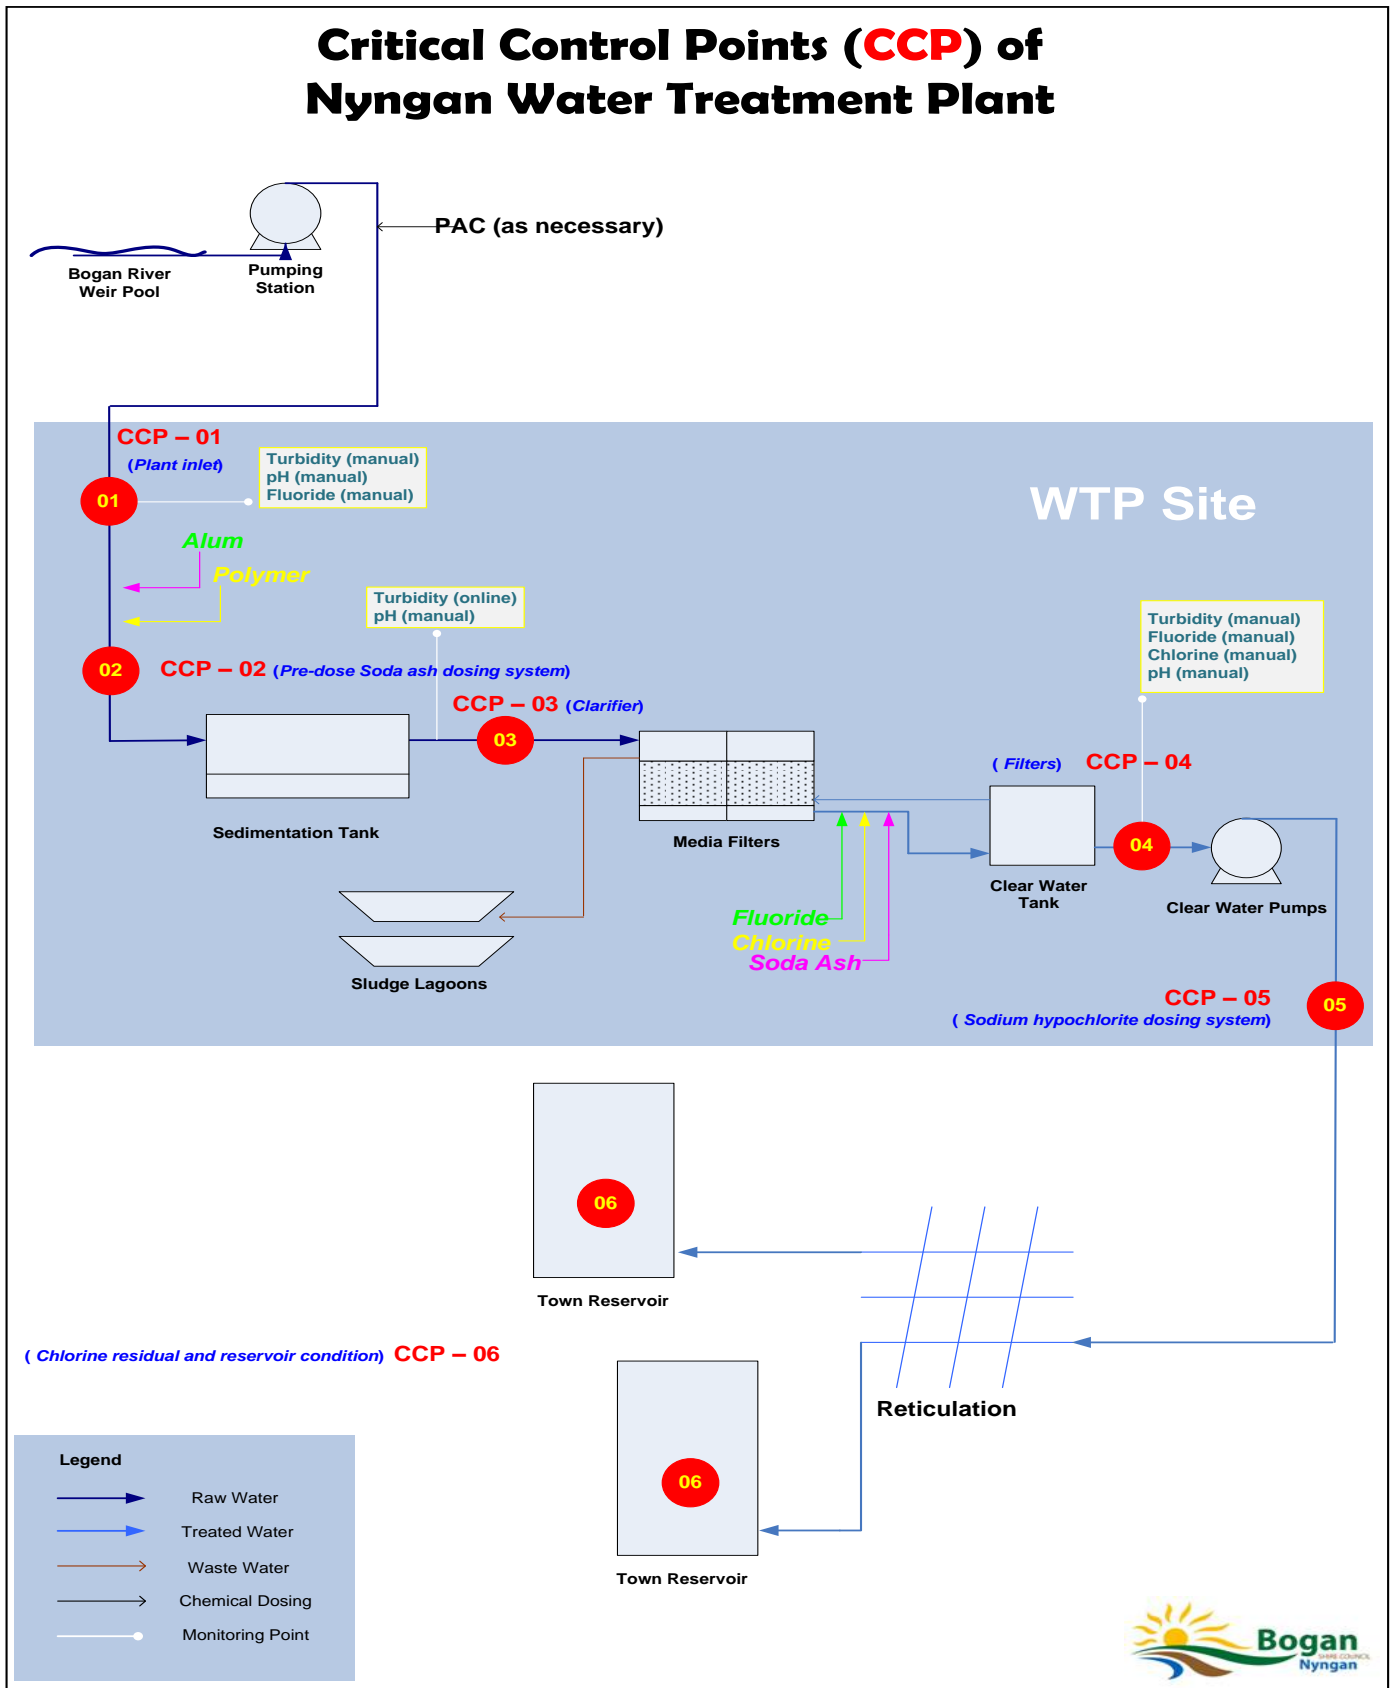 Critical Control Points (CCP) of
Nyngan Water Treatment Plant
PAC (as necessary)
Bogan River
Weir Pool
Pumping
Station
CCP – 01
(Plant inlet)
Turbidity (manual)
pH (manual)
Fluoride (manual)
01
WTP Site
Alum
Polymer
Turbidity (online)
pH (manual)
Turbidity (manual)
Fluoride (manual)
Chlorine (manual)
pH (manual)
02
CCP – 02 (Pre-dose Soda ash dosing system)
CCP – 03 (Clarifier)
03
( Filters) CCP – 04
Sedimentation Tank
Media Filters
04
Clear Water
Tank
Clear Water Pumps
Fluoride
Chlorine
Soda Ash
Sludge Lagoons
CCP – 05
( Sodium hypochlorite dosing system)
05
06
Town Reservoir
( Chlorine residual and reservoir condition) CCP – 06
Reticulation
06
Town Reservoir
Legend
Raw Water
Treated Water
Waste Water
Chemical Dosing
Monitoring Point
Bogan
SHIRE COUNCIL
Nyngan